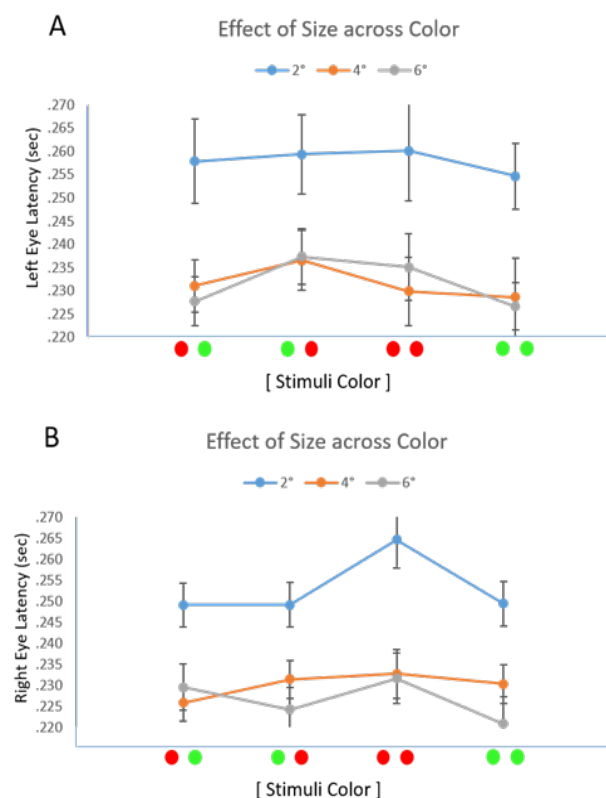 A
Effect of Size across Color
2° 4° 6°
.270
.265
.260
.255
.250
.245
.240
.235
.230
.225
.220
Left Eye Latency (sec)
[ Stimuli Color ]
B
Effect of Size across Color
2° 4° 6°
.270
.265
.260
.255
.250
.245
.240
.235
.230
.225
.220
Right Eye Latency (sec)
[ Stimuli Color ]